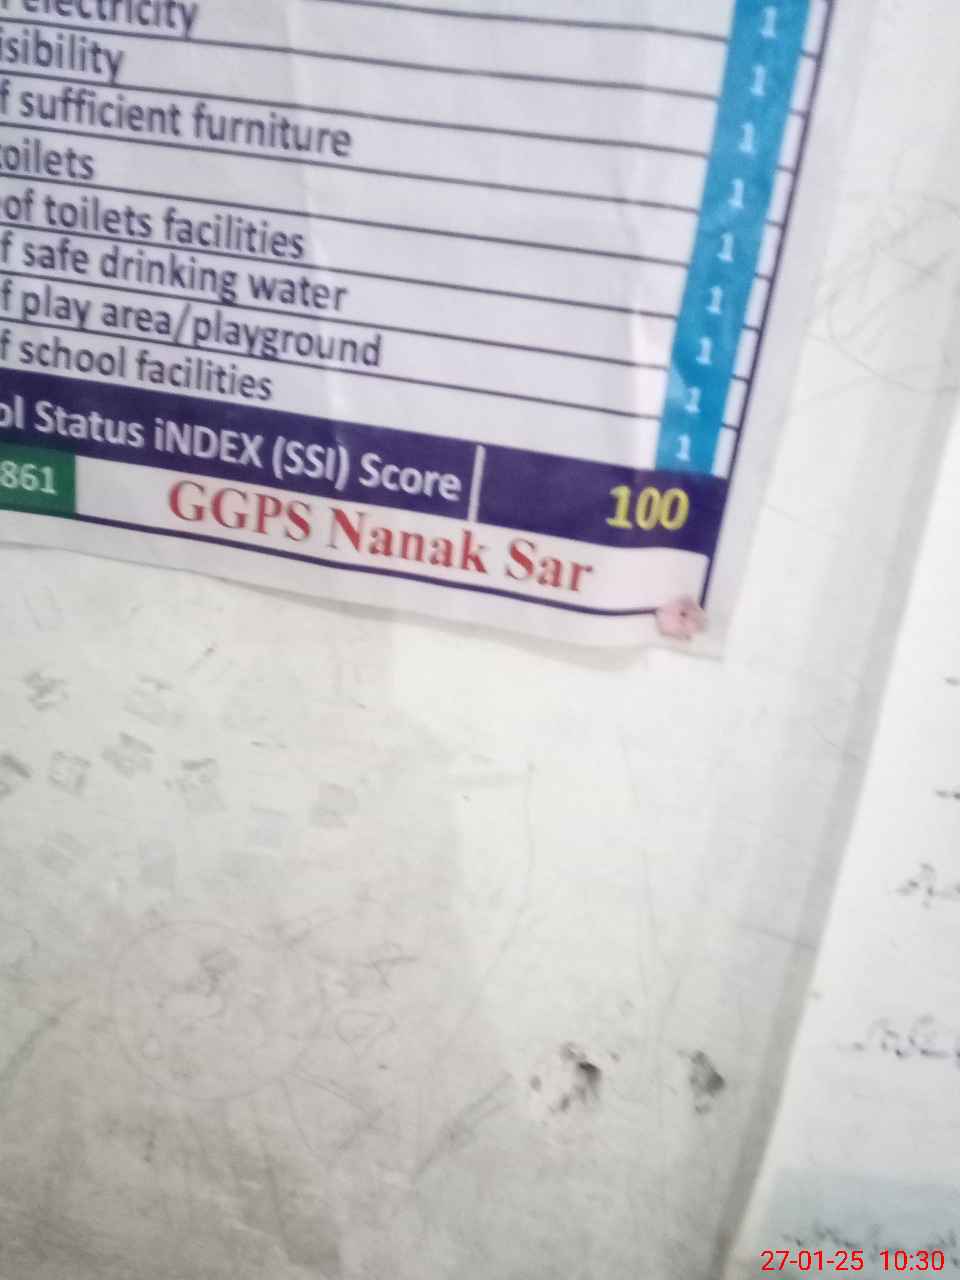 electricity 1
isibility 1
f sufficient furniture 1
toilets 1
of toilets facilities 1
f safe drinking water 1
f play area/playground 1
f school facilities 1
1
ol Status iNDEX (SSI) Score 100
861 GGPS Nanak Sar
27-01-25 10:30